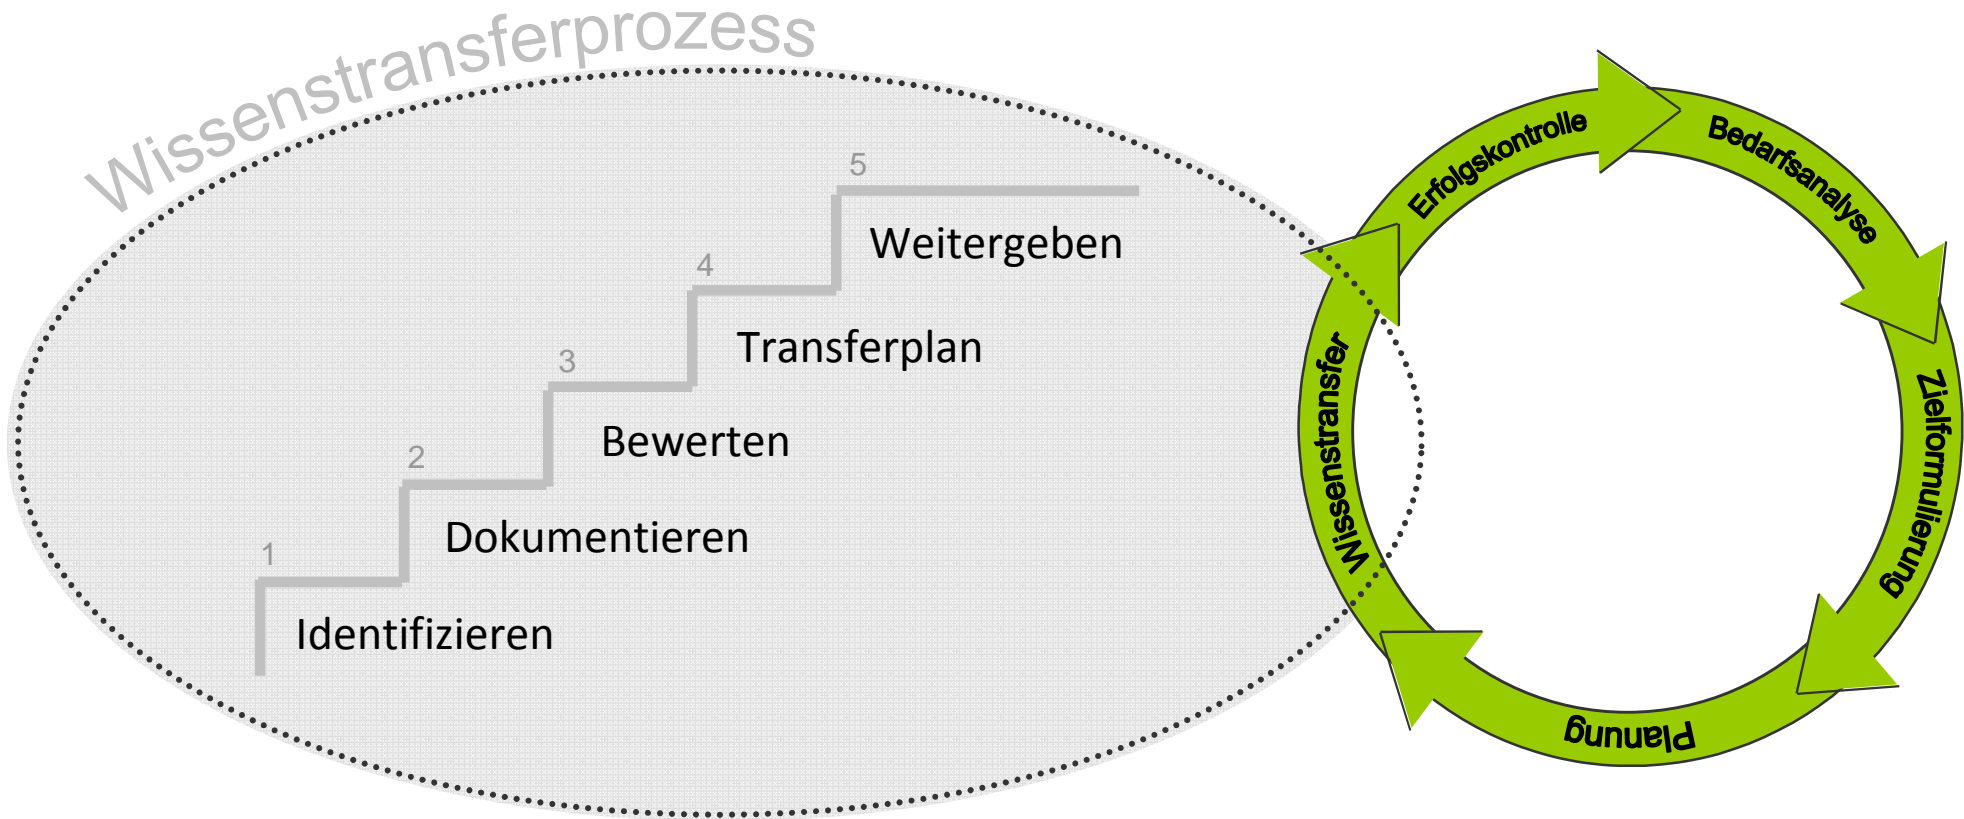 Wissenstransferprozess
5
Weitergeben
4
Transferplan
3
Bewerten
2
Dokumentieren
1
Identifizieren
Erfolgskontrolle
Bedarfsanalyse
Zielformulierung
Planung
Wissenstransfer